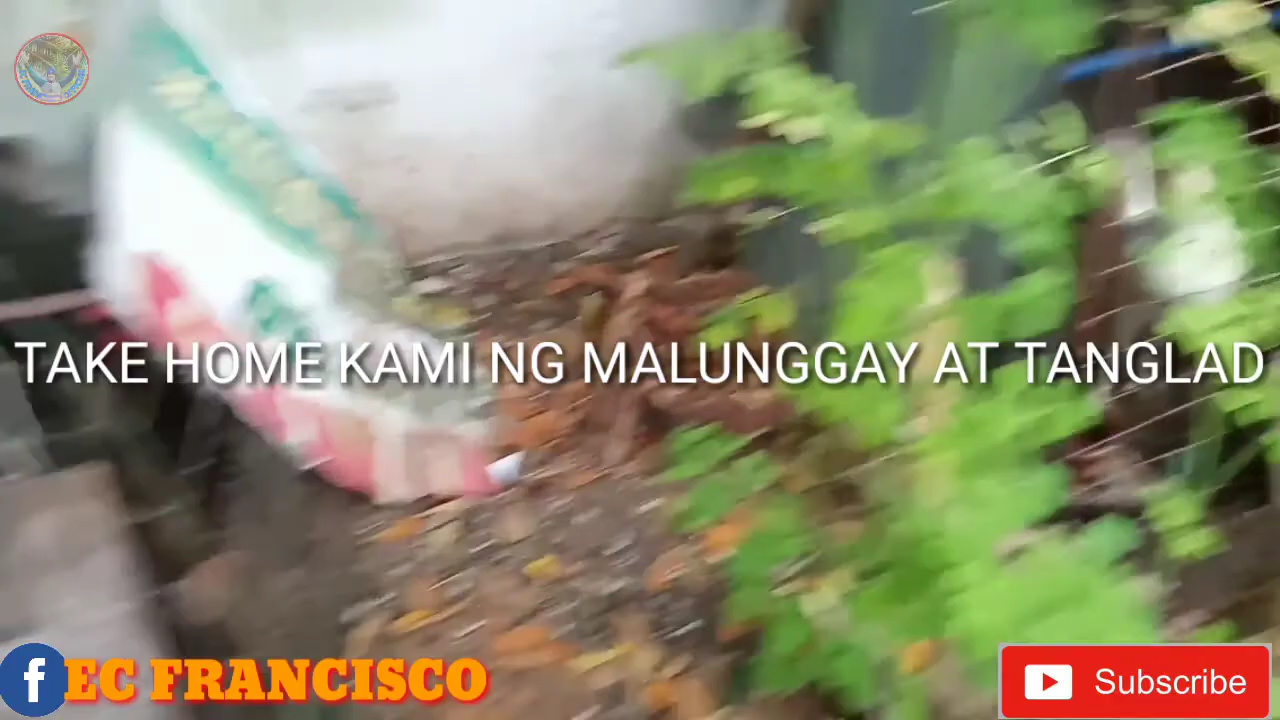 TAKE HOME KAMI NG MALUNGGAY AT TANGLAD
f EC FRANCISCO
Subscribe